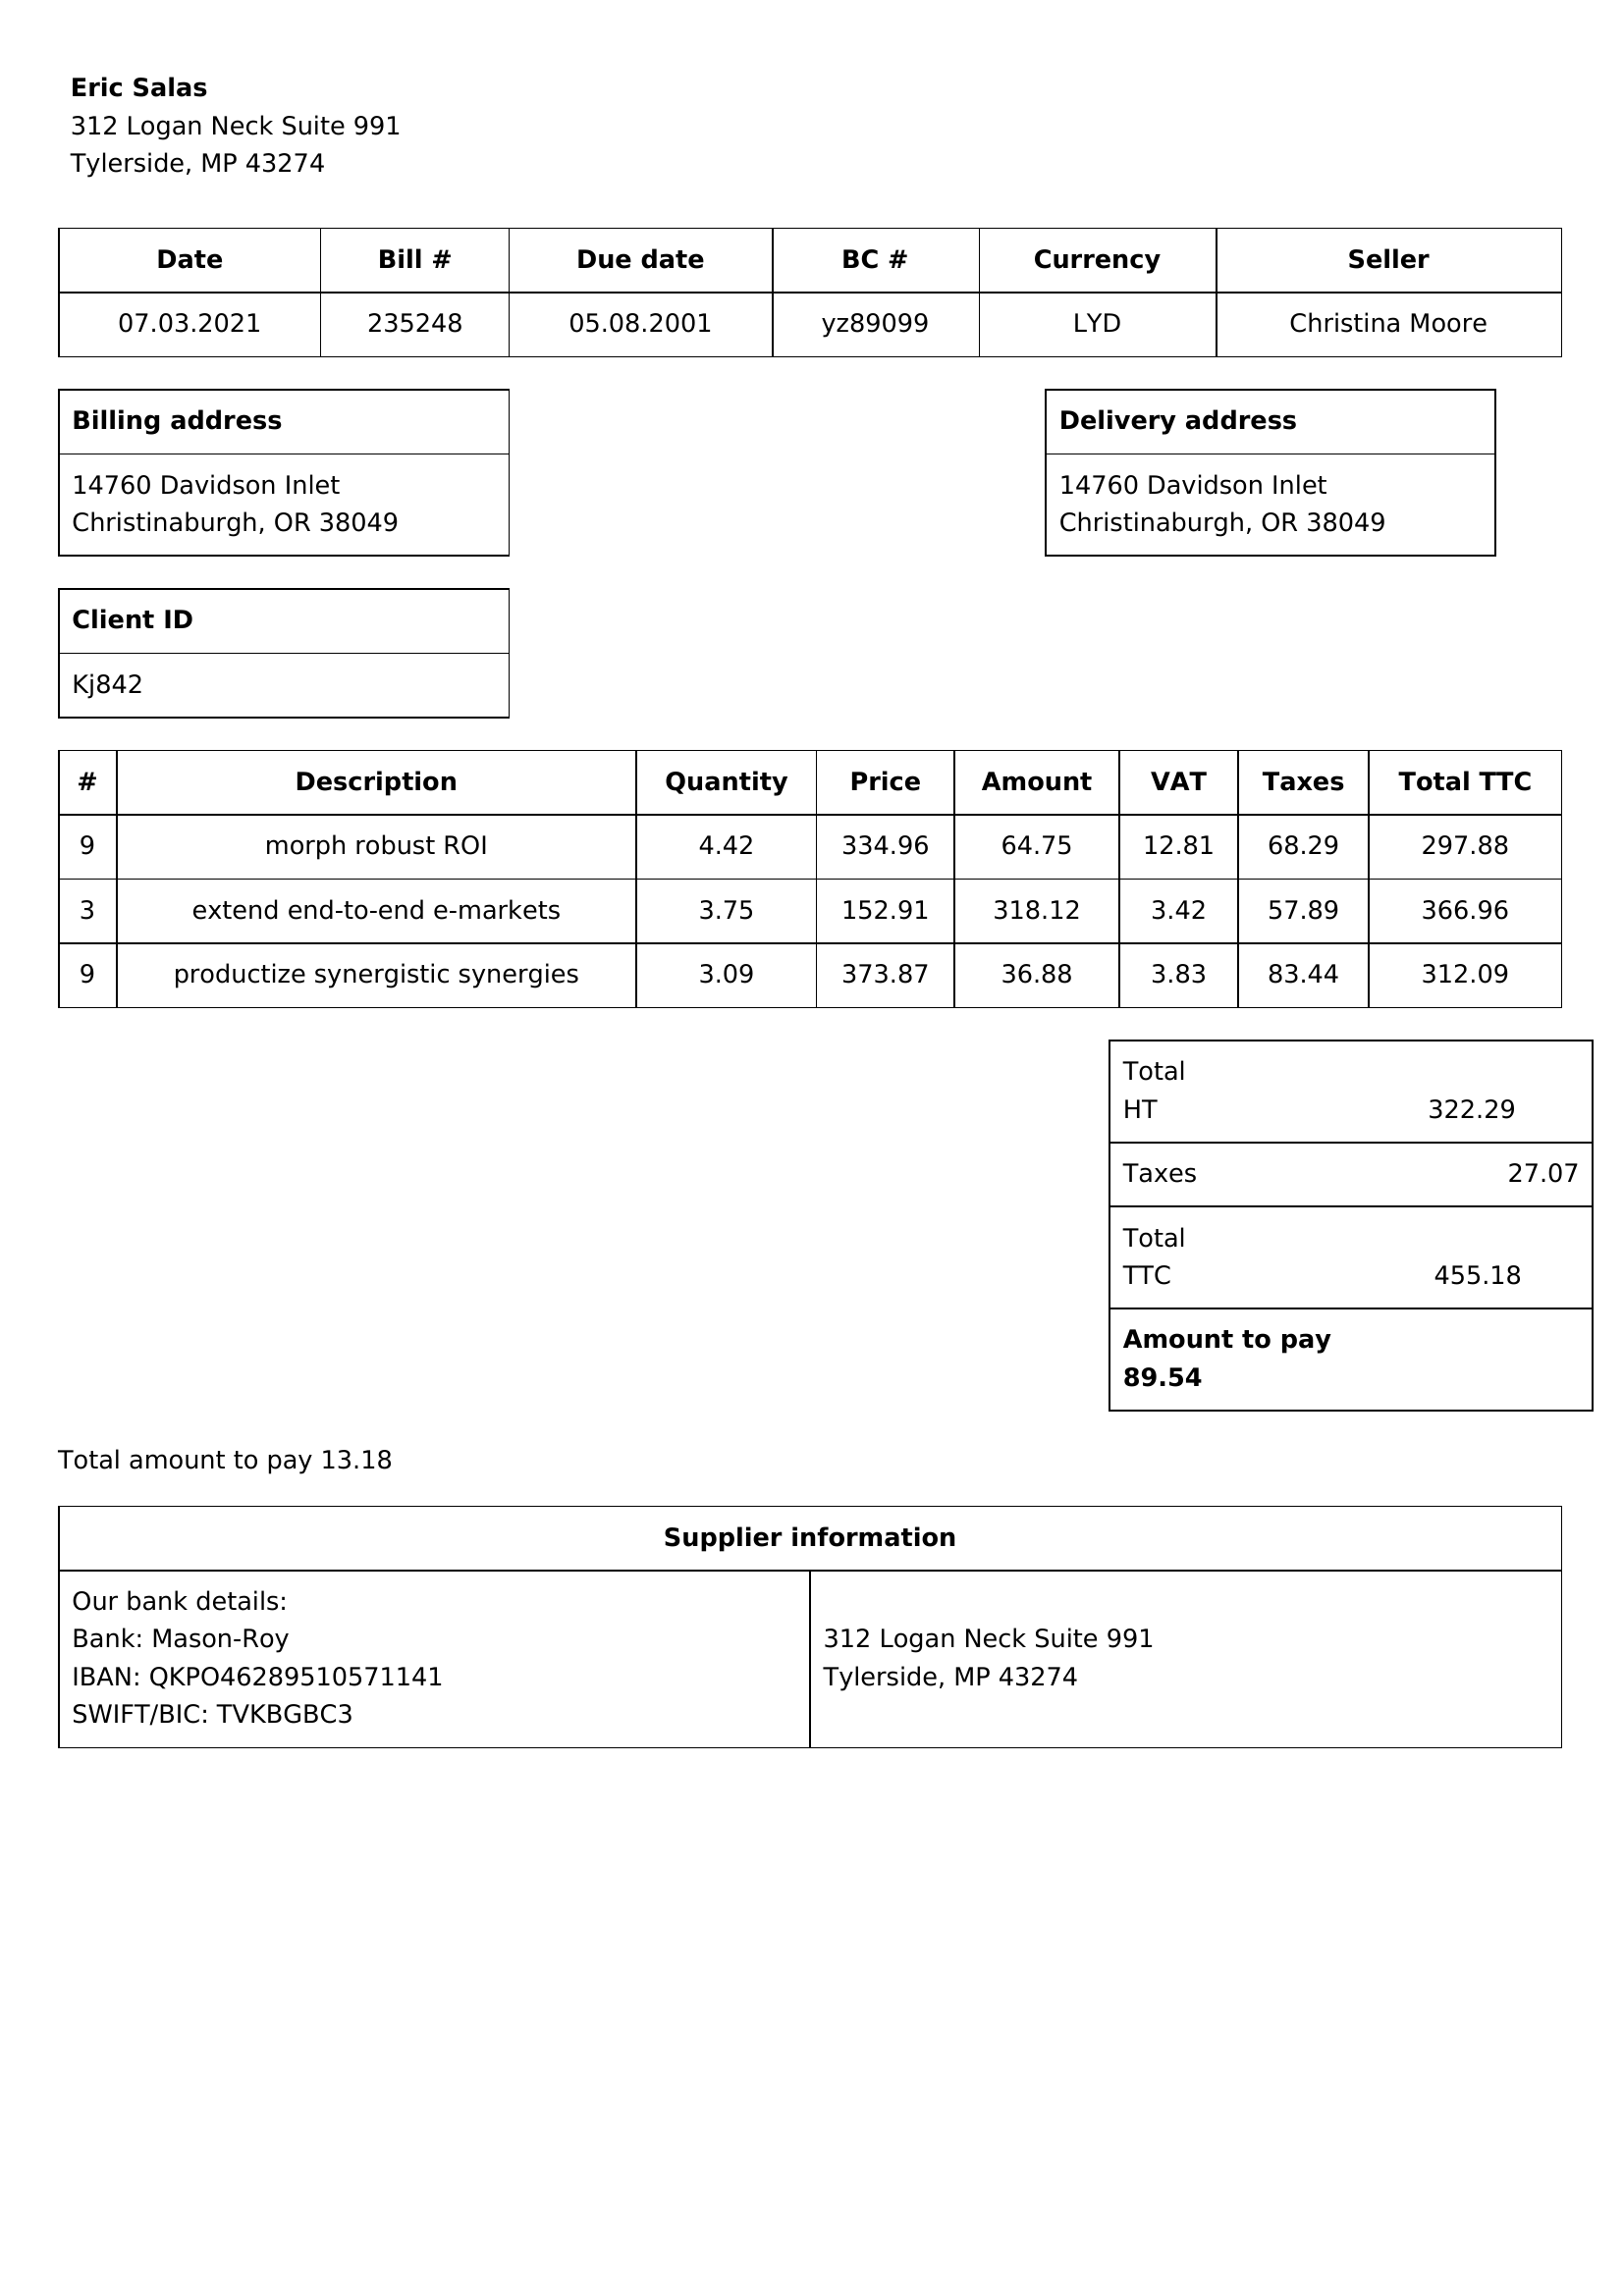 Eric Salas
312 Logan Neck Suite 991
Tylerside, MP 43274
Date Bill # Due date BC # Currency Seller
07.03.2021 235248 05.08.2001 yz89099 LYD Christina Moore
Billing address
14760 Davidson Inlet
Christinaburgh, OR 38049
Delivery address
14760 Davidson Inlet
Christinaburgh, OR 38049
Client ID
Kj842
# Description Quantity Price Amount VAT Taxes Total TTC
9 morph robust ROI 4.42 334.96 64.75 12.81 68.29 297.88
3 extend end-to-end e-markets 3.75 152.91 318.12 3.42 57.89 366.96
9 productize synergistic synergies 3.09 373.87 36.88 3.83 83.44 312.09
Total
HT 322.29
Taxes 27.07
Total
TTC 455.18
Amount to pay
89.54
Total amount to pay 13.18
Supplier information
Our bank details:
Bank: Mason-Roy
IBAN: QKPO46289510571141
SWIFT/BIC: TVKBGBC3
312 Logan Neck Suite 991
Tylerside, MP 43274